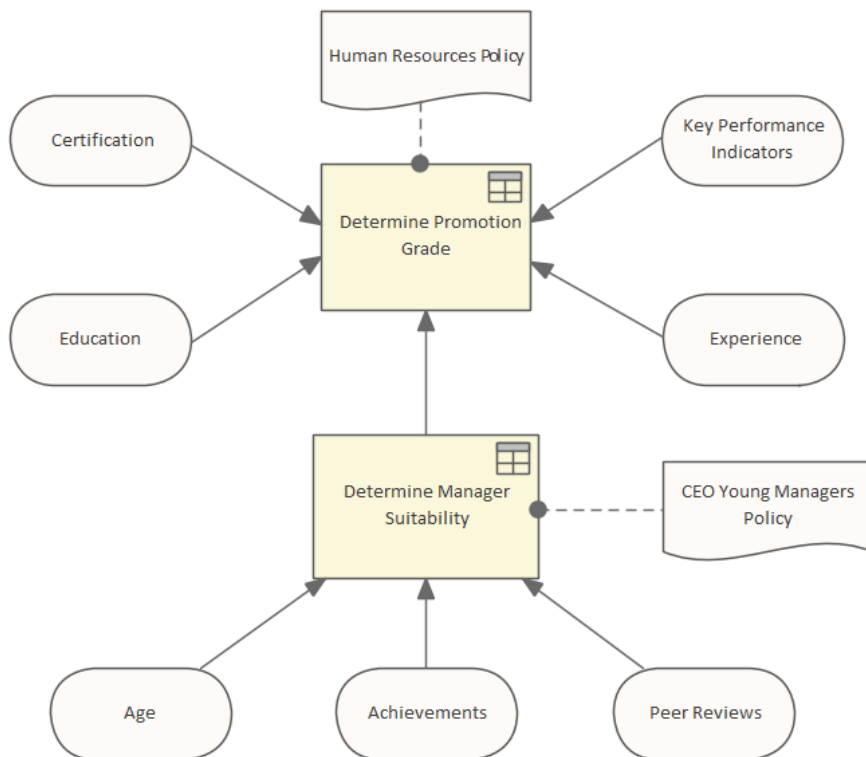 Human Resources Policy
Certification
Key Performance
Indicators
Determine Promotion
Grade
Education
Experience
Determine Manager
Suitability
CEO Young Managers
Policy
Age
Achievements
Peer Reviews